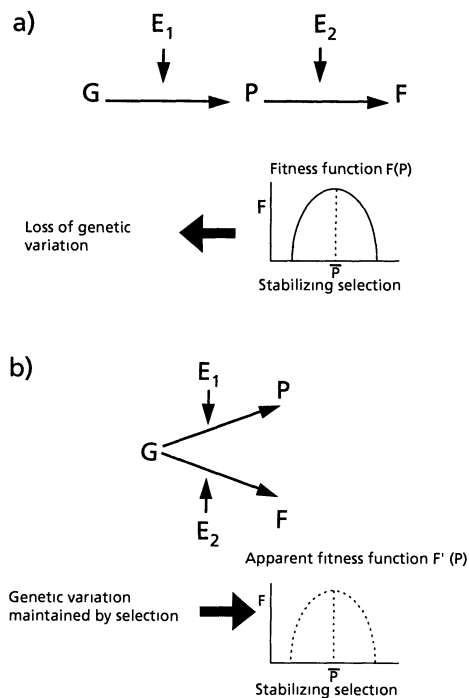 a)
E1
E2
G
P
F
Fitness function F(P)
F
Loss of genetic
variation
P̅
Stabilizing selection
b)
E1
P
G
F
E2
Apparent fitness function F' (P)
Genetic variation
maintained by selection
F
P̅
Stabilizing selection